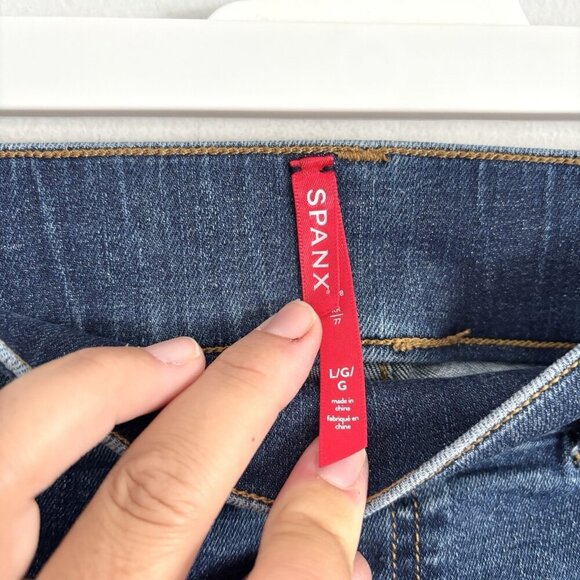 SPANX®
L/G/
G
made in
china
fabriqué en
chine